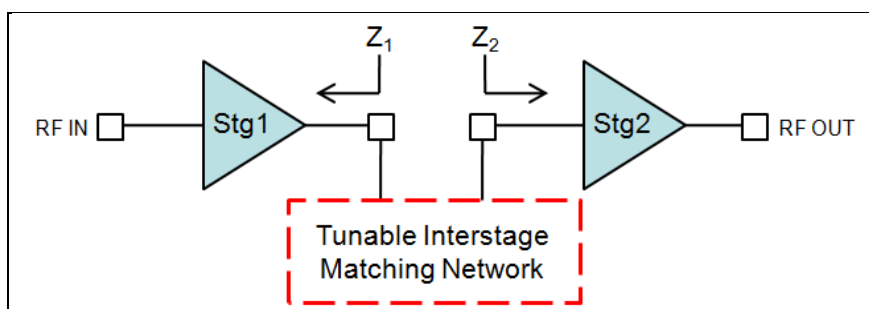 Z₁ Z₂
RF IN Stg1 Stg2 RF OUT
Tunable Interstage
Matching Network